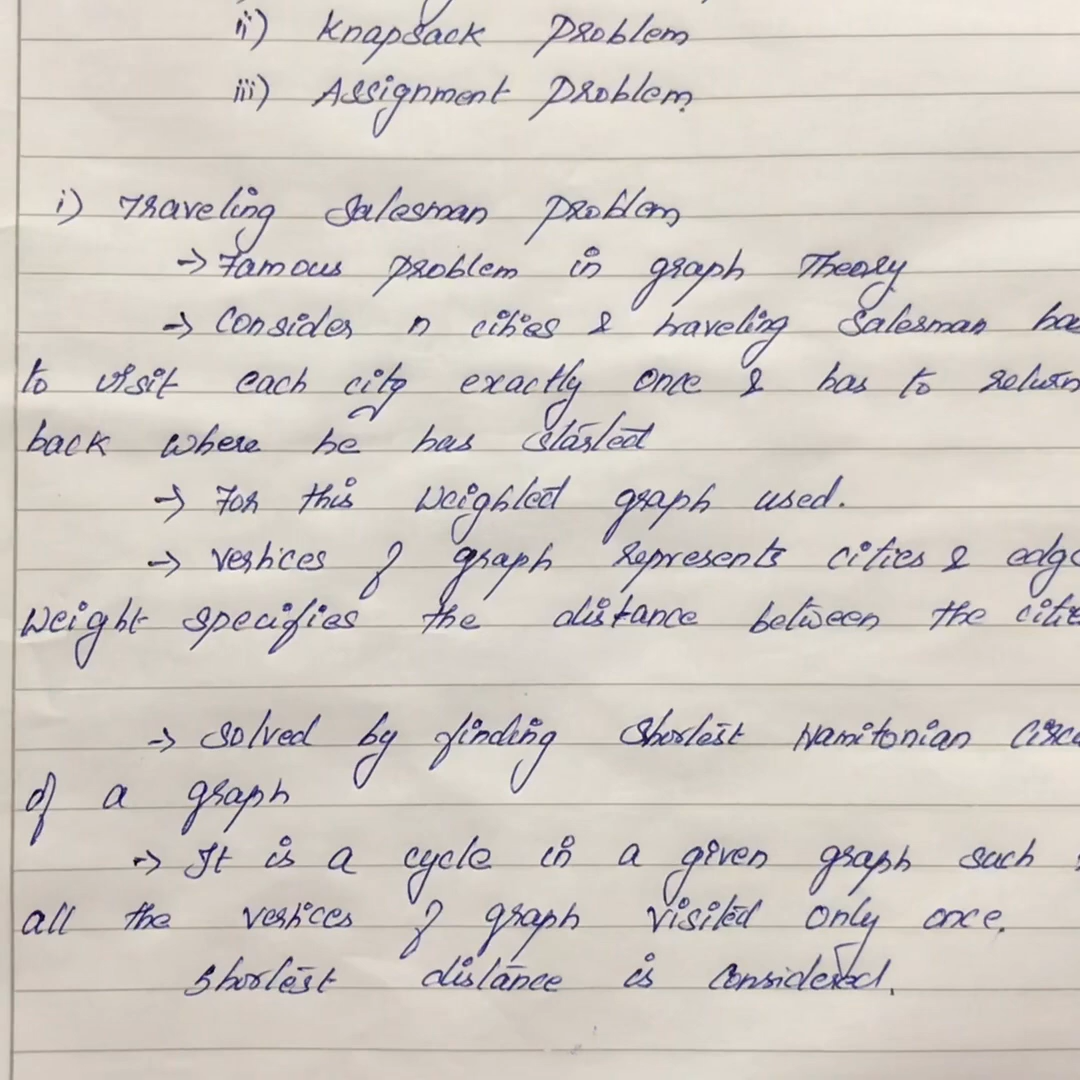 ii) Knapsack Problem
iii) Assignment Problem.
i) Traveling Salesman Problem
→ Famous problem in graph Theory
→ Consider n cities & traveling Salesman ha
to visit each city exactly once & has to return
back where he has started
→ For this Weighted graph used.
→ Vertices of graph represents cities & edge
Weight specifies the distance between the citie
→ Solved by finding Shortest Hamitonian Circu
of a graph
→ It is a cycle in a given graph such
all the vertices of graph visited only once.
Shortest distance is Considered.